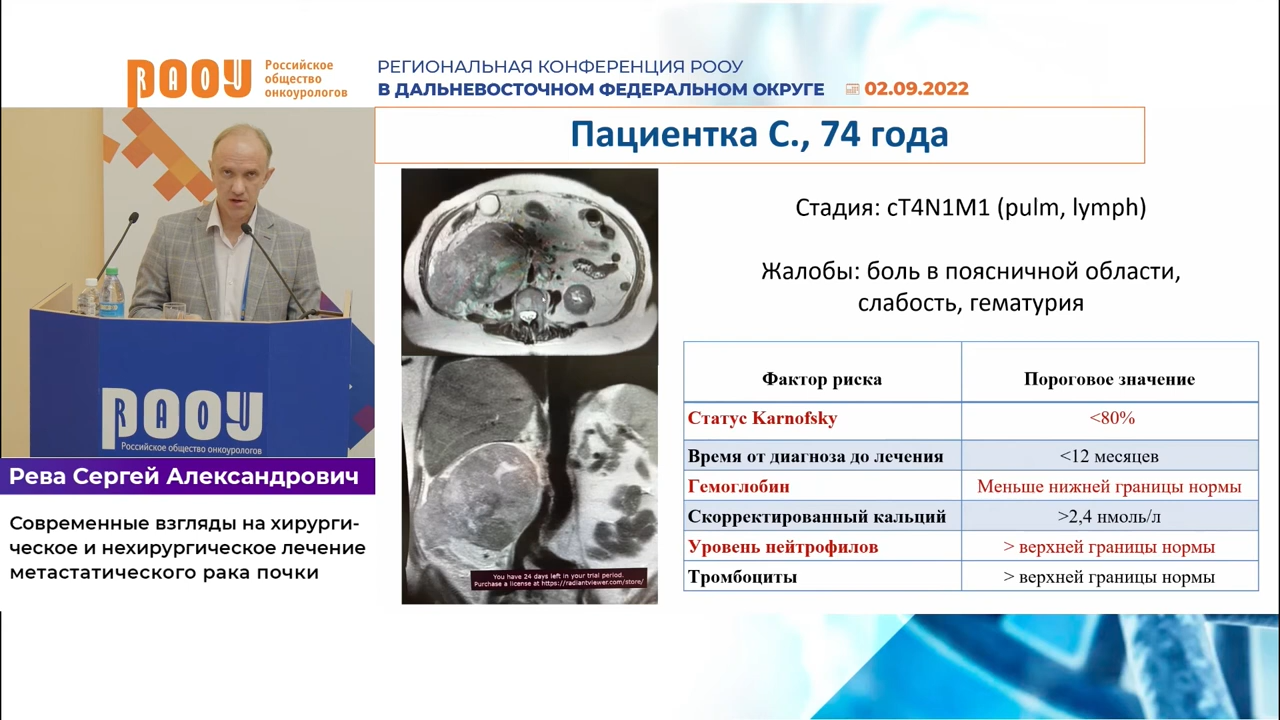 РООУ
Российское
общество
онкоурологов
РЕГИОНАЛЬНАЯ КОНФЕРЕНЦИЯ РООУ
В ДАЛЬНЕВОСТОЧНОМ ФЕДЕРАЛЬНОМ ОКРУГЕ 02.09.2022
Пациентка С., 74 года
Стадия: cT4N1M1 (pulm, lymph)
Жалобы: боль в поясничной области,
слабость, гематурия
Фактор риска Пороговое значение
Статус Karnofsky <80%
Время от диагноза до лечения <12 месяцев
Гемоглобин Меньше нижней границы нормы
Скорректированный кальций >2,4 нмоль/л
Уровень нейтрофилов > верхней границы нормы
Тромбоциты > верхней границы нормы
You have 24 days left in your trial period.
Purchase a license at https://radiantviewer.com/store/
РООУ
Российское общество онкоурологов
Рева Сергей Александрович
Современные взгляды на хирурги-
ческое и нехирургическое лечение
метастатического рака почки